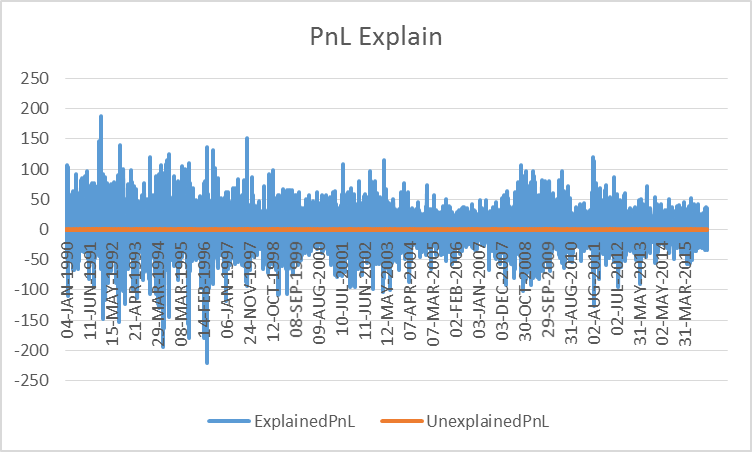 PnL Explain
250
200
150
100
50
0
-50
-100
-150
-200
-250
04-JAN-1990
11-JUN-1991
15-MAY-1992
21-APR-1993
29-MAR-1994
08-MAR-1995
14-FEB-1996
06-JAN-1997
24-NOV-1997
12-OCT-1998
08-SEP-1999
09-AUG-2000
10-JUL-2001
11-JUN-2002
12-MAY-2003
07-APR-2004
07-MAR-2005
02-FEB-2006
03-JAN-2007
03-DEC-2007
30-OCT-2008
29-SEP-2009
31-AUG-2010
02-AUG-2011
02-JUL-2012
31-MAY-2013
02-MAY-2014
31-MAR-2015
ExplainedPnL UnexplainedPnL